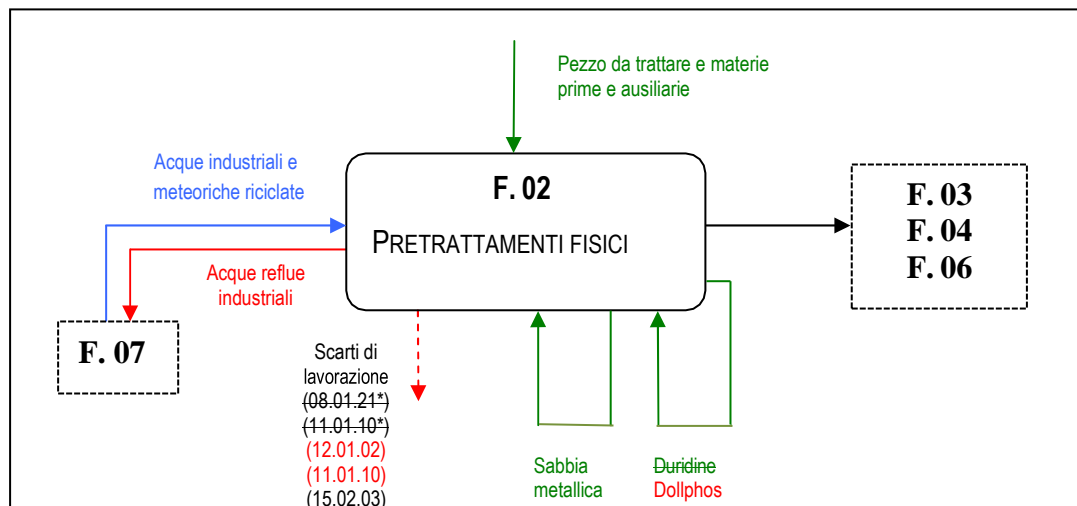 Pezzo da trattare e materie
prime e ausiliarie
Acque industriali e
meteoriche riciclate
F. 02
PRETRATTAMENTI FISICI
F. 03
F. 04
F. 06
Acque reflue
industriali
F. 07
Scarti di
lavorazione
(08.01.21*)
(11.01.10*)
(12.01.02)
(11.01.10)
(15.02.03)
Sabbia
metallica
Duridine
Dollphos